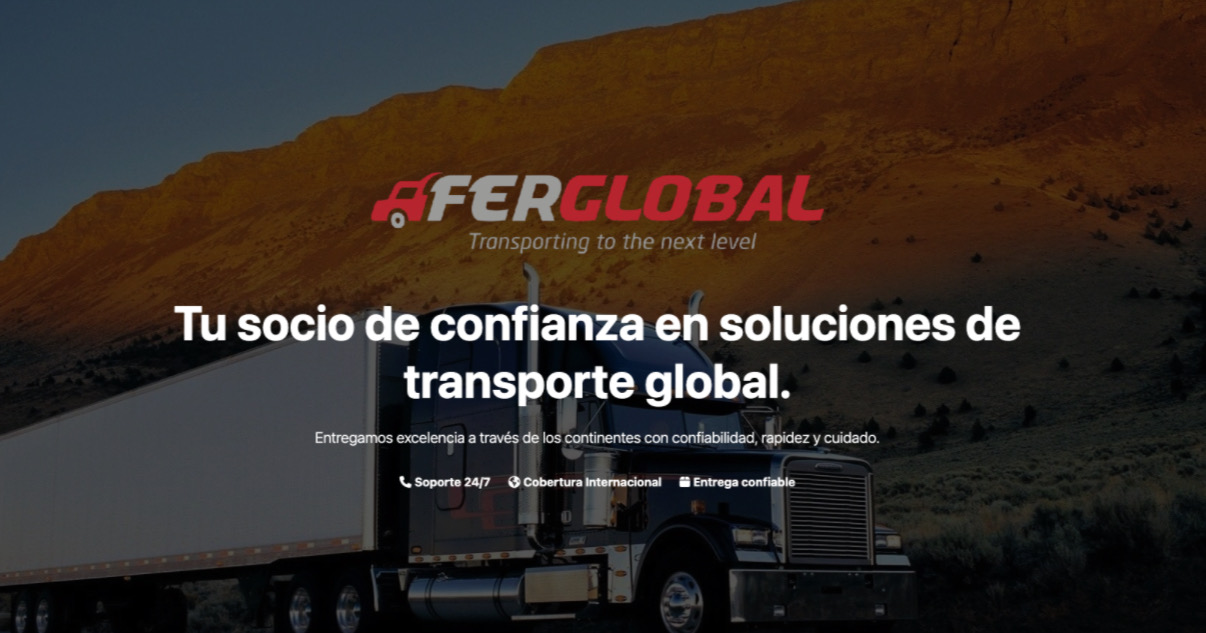 FERGLOBAL
Transporting to the next level
Tu socio de confianza en soluciones de
transporte global.
Entregamos excelencia a través de los continentes con confiabilidad, rapidez y cuidado.
Soporte 24/7 Cobertura Internacional Entrega confiable